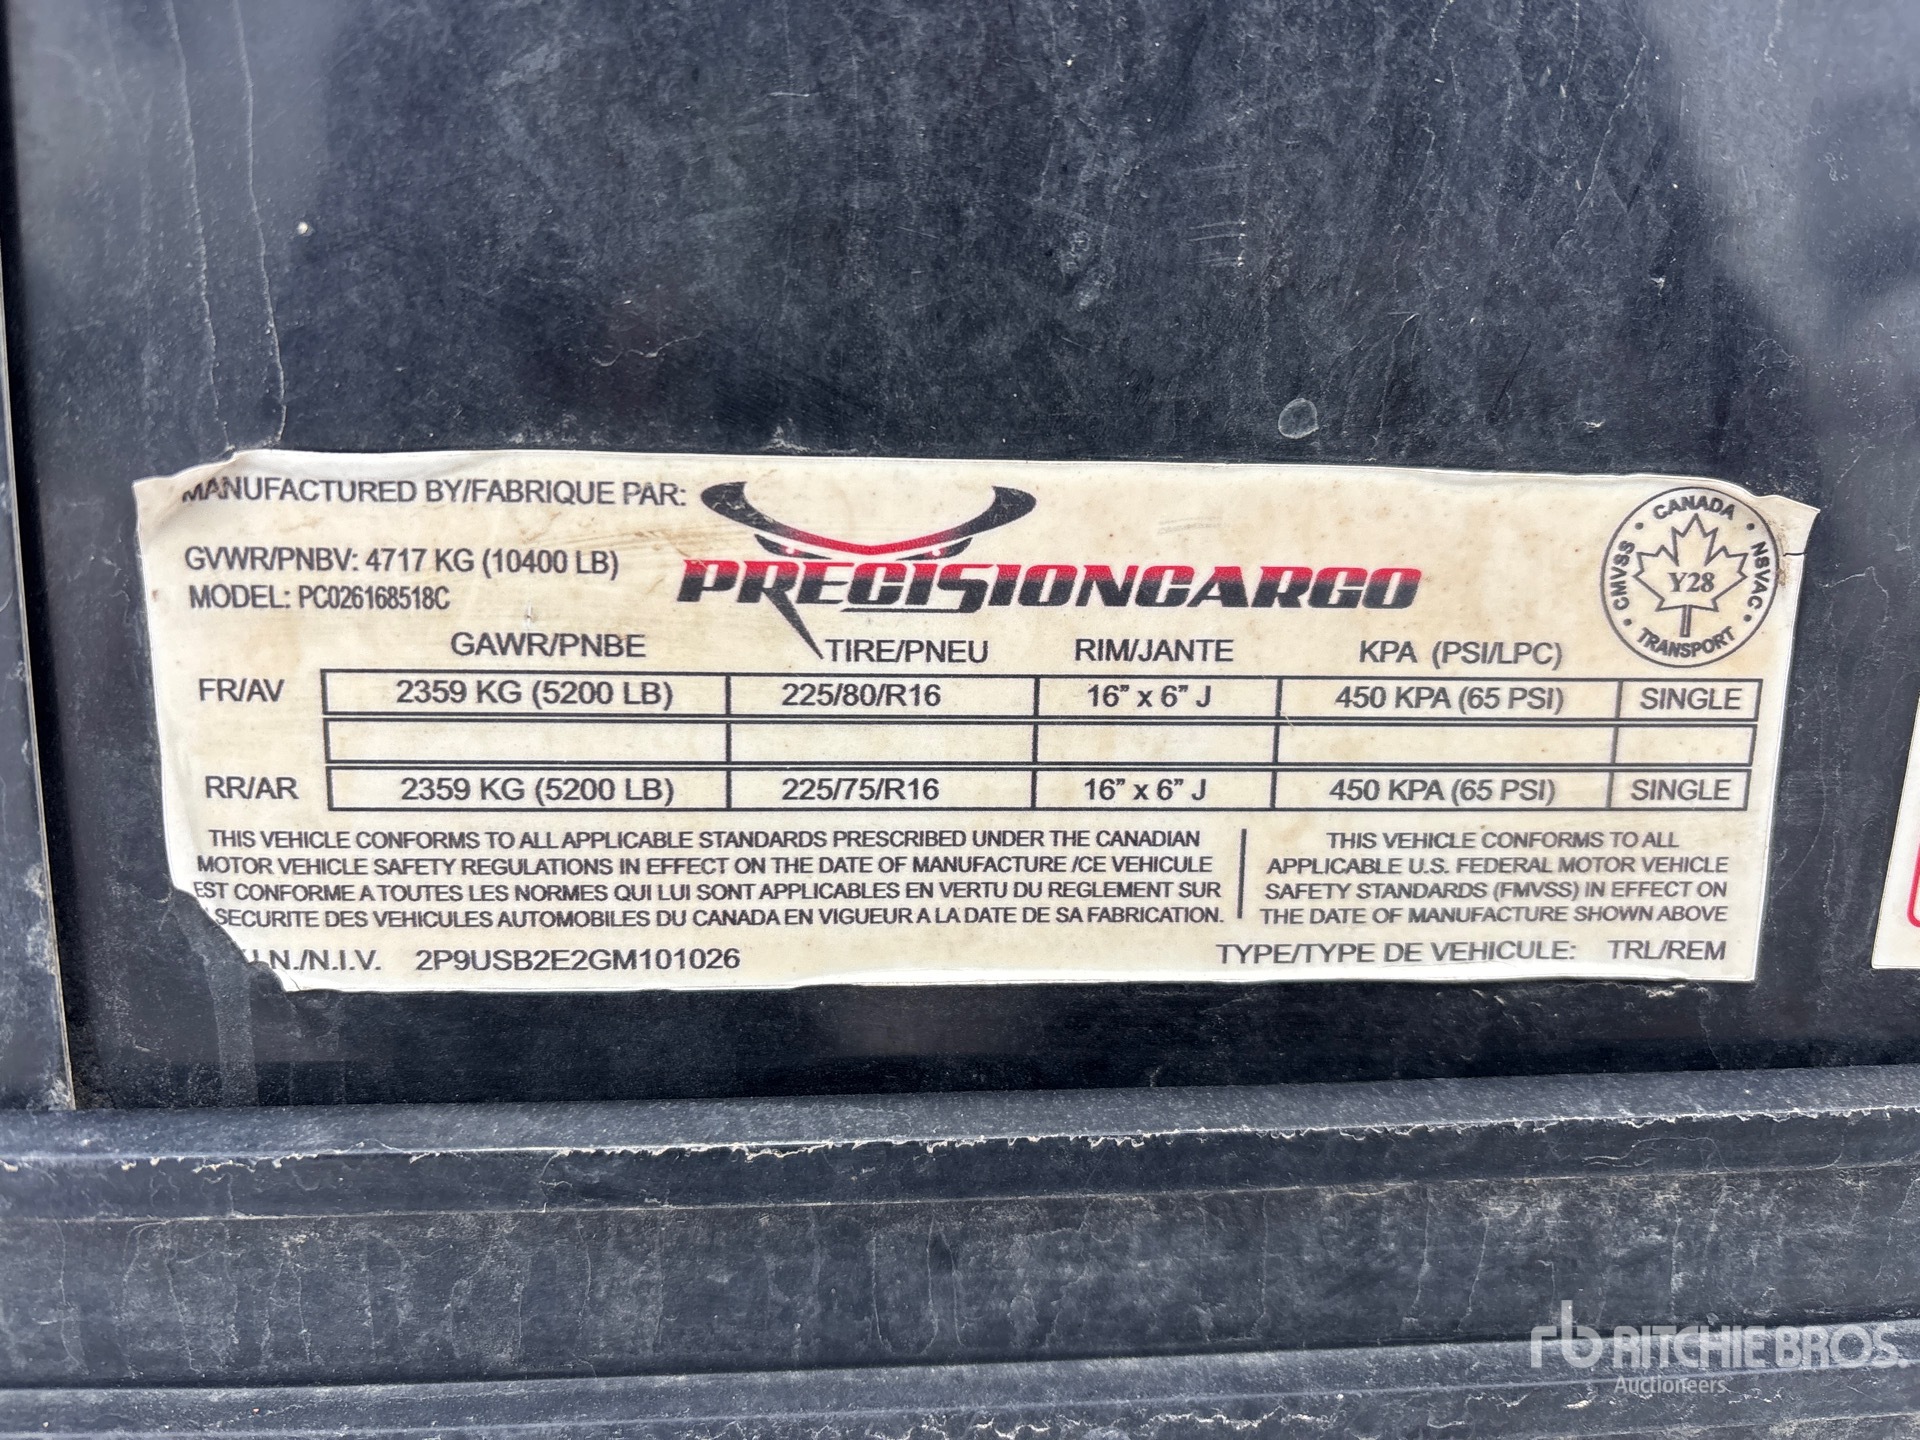 MANUFACTURED BY/FABRIQUE PAR:
PRECISIONCARGO
GVWR/PNBV: 4717 KG (10400 LB)
MODEL: PC026168518C
CANADA
CMVSS • NSVAC
Y28
TRANSPORT
GAWR/PNBE TIRE/PNEU RIM/JANTE KPA (PSI/LPC)
FR/AV 2359 KG (5200 LB) 225/80/R16 16” x 6” J 450 KPA (65 PSI) SINGLE
RR/AR 2359 KG (5200 LB) 225/75/R16 16” x 6” J 450 KPA (65 PSI) SINGLE
THIS VEHICLE CONFORMS TO ALL APPLICABLE STANDARDS PRESCRIBED UNDER THE CANADIAN
MOTOR VEHICLE SAFETY REGULATIONS IN EFFECT ON THE DATE OF MANUFACTURE /CE VEHICULE
EST CONFORME A TOUTES LES NORMES QUI LUI SONT APPLICABLES EN VERTU DU REGLEMENT SUR
SECURITE DES VEHICULES AUTOMOBILES DU CANADA EN VIGUEUR A LA DATE DE SA FABRICATION.
THIS VEHICLE CONFORMS TO ALL
APPLICABLE U.S. FEDERAL MOTOR VEHICLE
SAFETY STANDARDS (FMVSS) IN EFFECT ON
THE DATE OF MANUFACTURE SHOWN ABOVE
I.N./N.I.V. 2P9USB2E2GM101026
TYPE/TYPE DE VEHICULE: TRL/REM
rb RITCHIE BROS.
Auctioneers